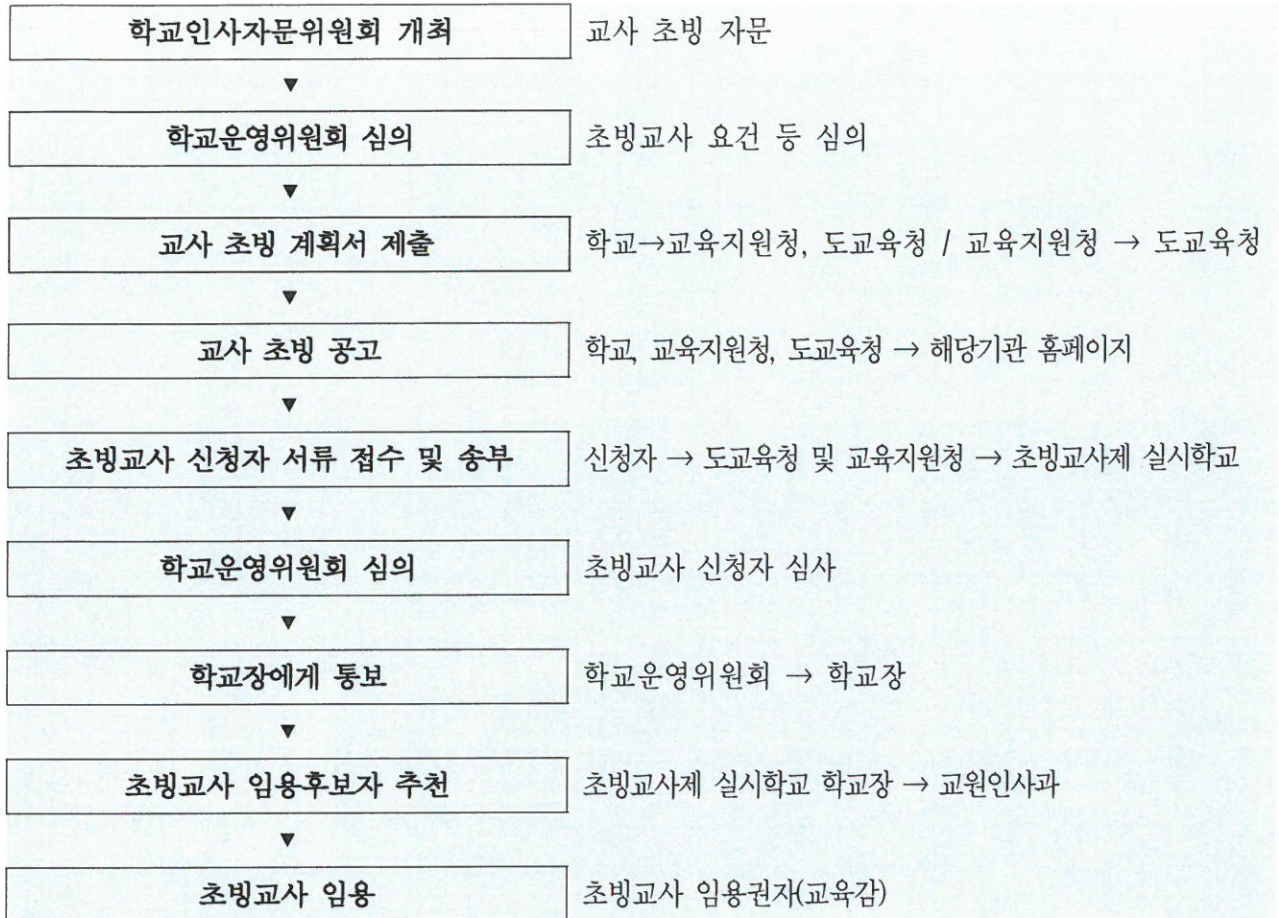 학교인사자문위원회 개최 교사 초빙 자문
▼
학교운영위원회 심의 초빙교사 요건 등 심의
▼
교사 초빙 계획서 제출 학교→교육지원청, 도교육청 / 교육지원청 → 도교육청
▼
교사 초빙 공고 학교, 교육지원청, 도교육청 → 해당기관 홈페이지
▼
초빙교사 신청자 서류 접수 및 송부 신청자 → 도교육청 및 교육지원청 → 초빙교사제 실시학교
▼
학교운영위원회 심의 초빙교사 신청자 심사
▼
학교장에게 통보 학교운영위원회 → 학교장
▼
초빙교사 임용후보자 추천 초빙교사제 실시학교 학교장 → 교원인사과
▼
초빙교사 임용 초빙교사 임용권자(교육감)